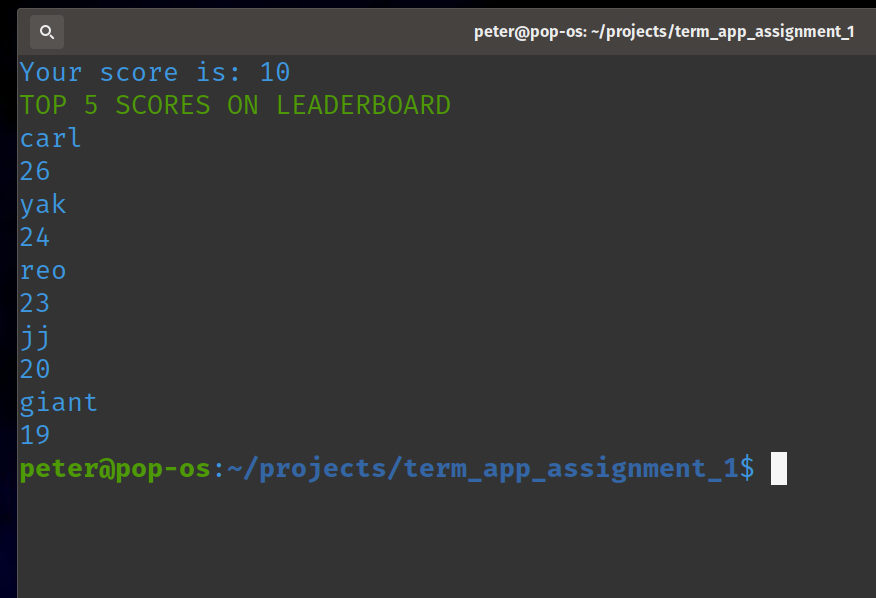 peter@pop-os: ~/projects/term_app_assignment_1
Your score is: 10
TOP 5 SCORES ON LEADERBOARD
carl
26
yak
24
reo
23
jj
20
giant
19
peter@pop-os:~/projects/term_app_assignment_1$